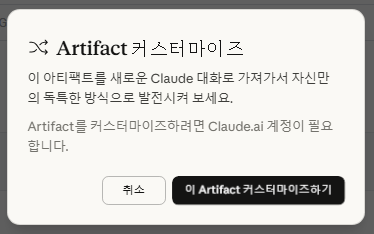 Artifact 커스터마이즈
이 아티팩트를 새로운 Claude 대화로 가져가서 자신만
의 독특한 방식으로 발전시켜 보세요.
Artifact를 커스터마이즈하려면 Claude.ai 계정이 필요
합니다.
취소
이 Artifact 커스터마이즈하기